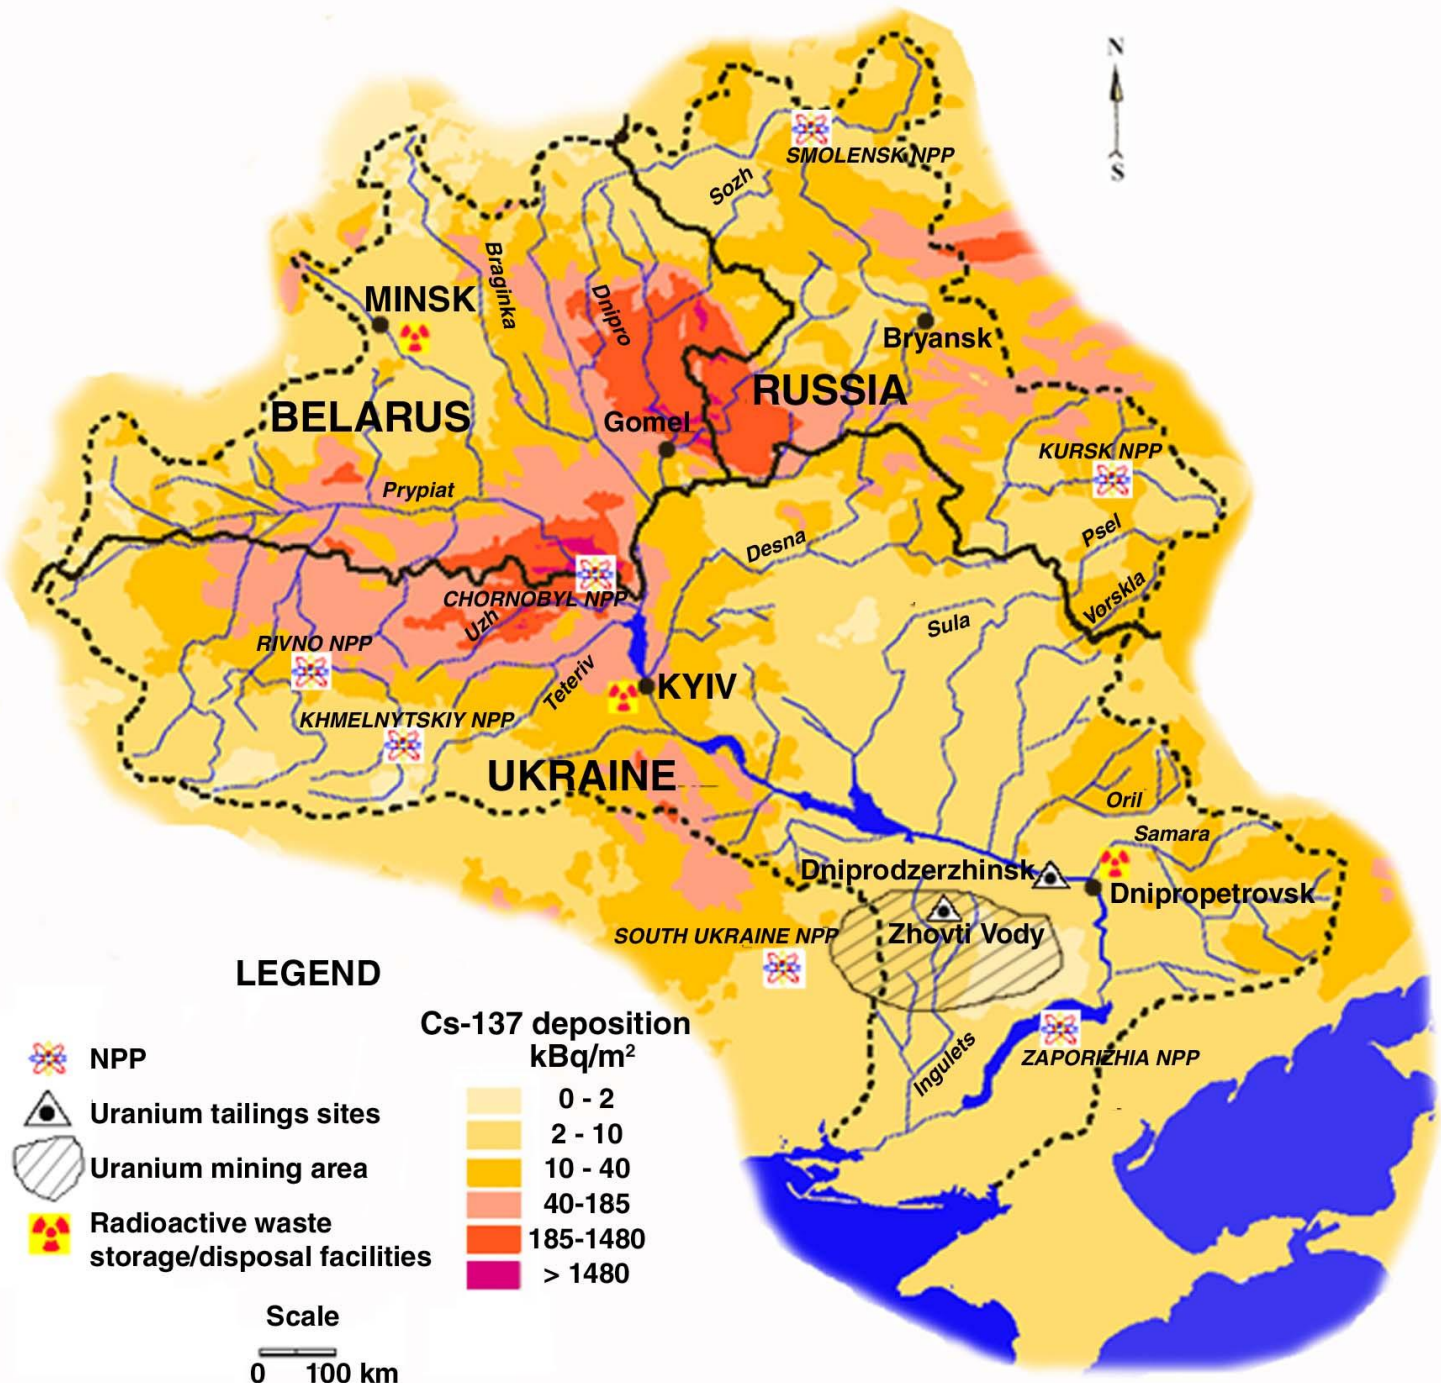 N
S
SMOLENSK NPP
Sozh
Braginka
Dnipro
MINSK
Bryansk
RUSSIA
BELARUS
Gomel
KURSK NPP
Prypiat
Psel
Desna
CHORNOBYL NPP
Vorskla
Uzh
Sula
RIVNO NPP
Teteriv
KYIV
KHMELNYTSKIY NPP
UKRAINE
Oril
Samara
Dniprodzerzhinsk
Dnipropetrovsk
SOUTH UKRAINE NPP
Zhovti Vody
Ingulets
ZAPORIZHIA NPP
LEGEND
NPP
Uranium tailings sites
Uranium mining area
Radioactive waste
storage/disposal facilities
Scale
0 100 km
Cs-137 deposition
kBq/m²
0 - 2
2 - 10
10 - 40
40-185
185-1480
> 1480